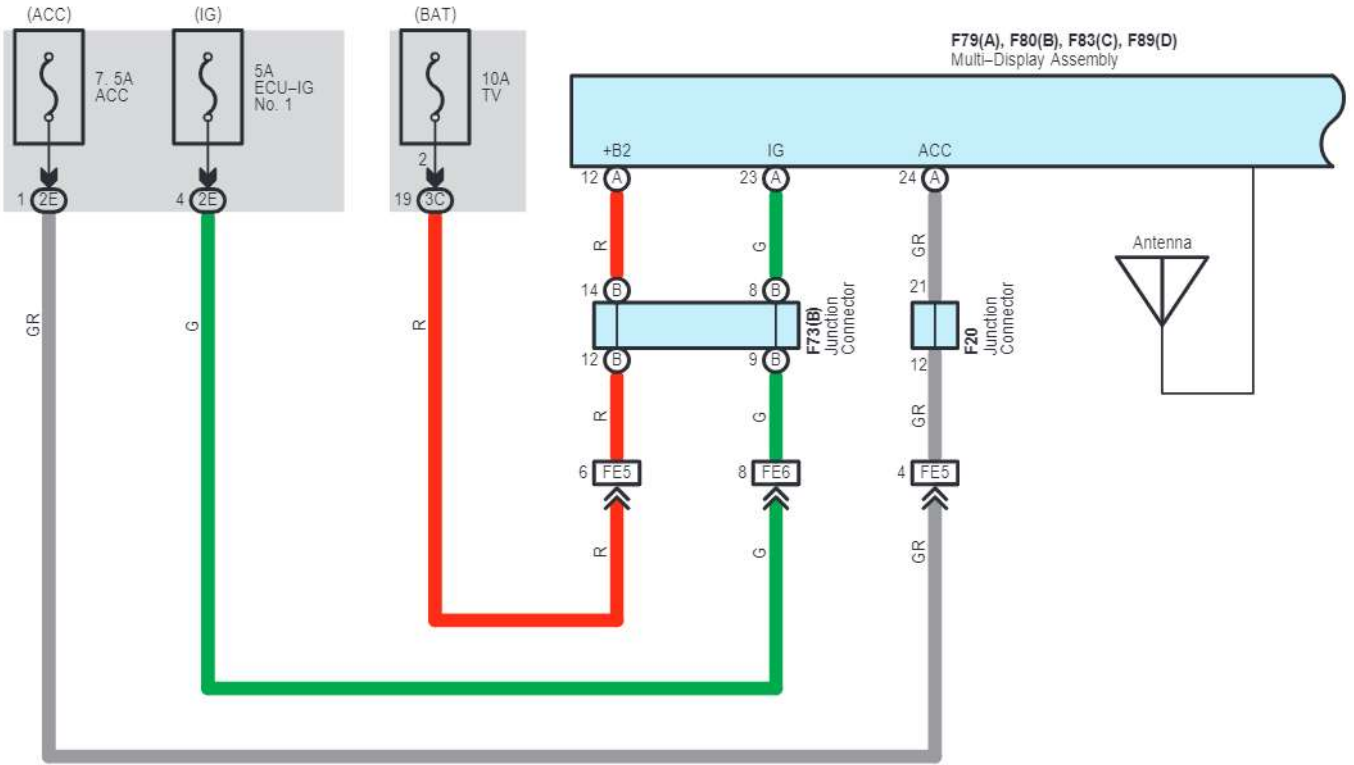 (ACC)
(IG)
(BAT)
F79(A), F80(B), F83(C), F89(D)
Multi–Display Assembly
7. 5A
ACC
5A
ECU–IG
No. 1
10A
TV
2
+B2
IG
ACC
12 A
23 A
24 A
1 2E
4 2E
19 3C
R
G
GR
Antenna
14 B
8 B
21
F73(B)
Junction
Connector
F20
Junction
Connector
GR
G
R
12 B
9 B
12
R
G
GR
6 FE5
8 FE6
4 FE5
R
G
GR